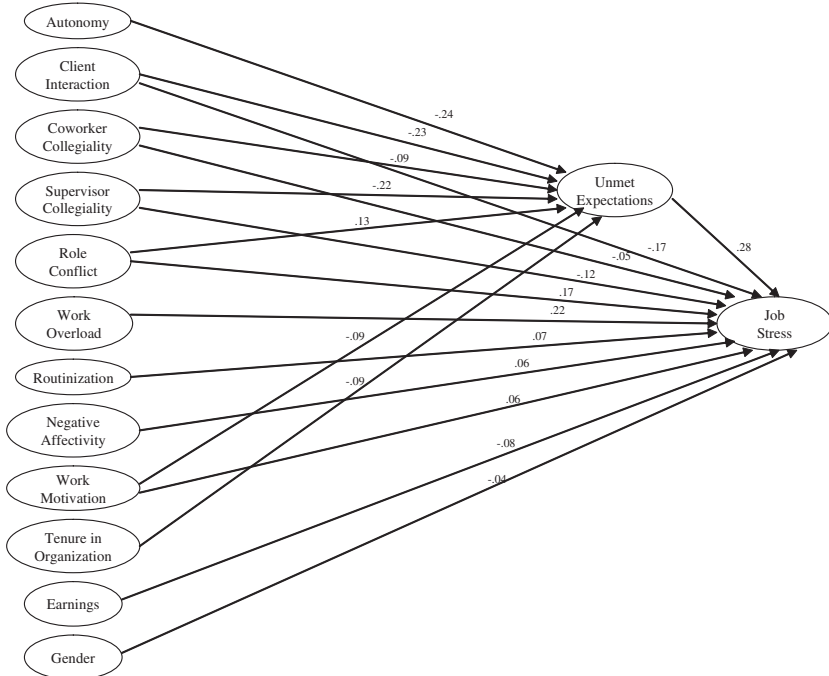 Autonomy
Client
Interaction
Coworker
Collegiality
Supervisor
Collegiality
Role
Conflict
Work
Overload
Routinization
Negative
Affectivity
Work
Motivation
Tenure in
Organization
Earnings
Gender
-.24
-.23
-.09
-.22
.13
Unmet
Expectations
-.17
.28
-.05
-.12
.17
.22
Job
Stress
-.09
.07
-.09
.06
.06
-.08
-.04